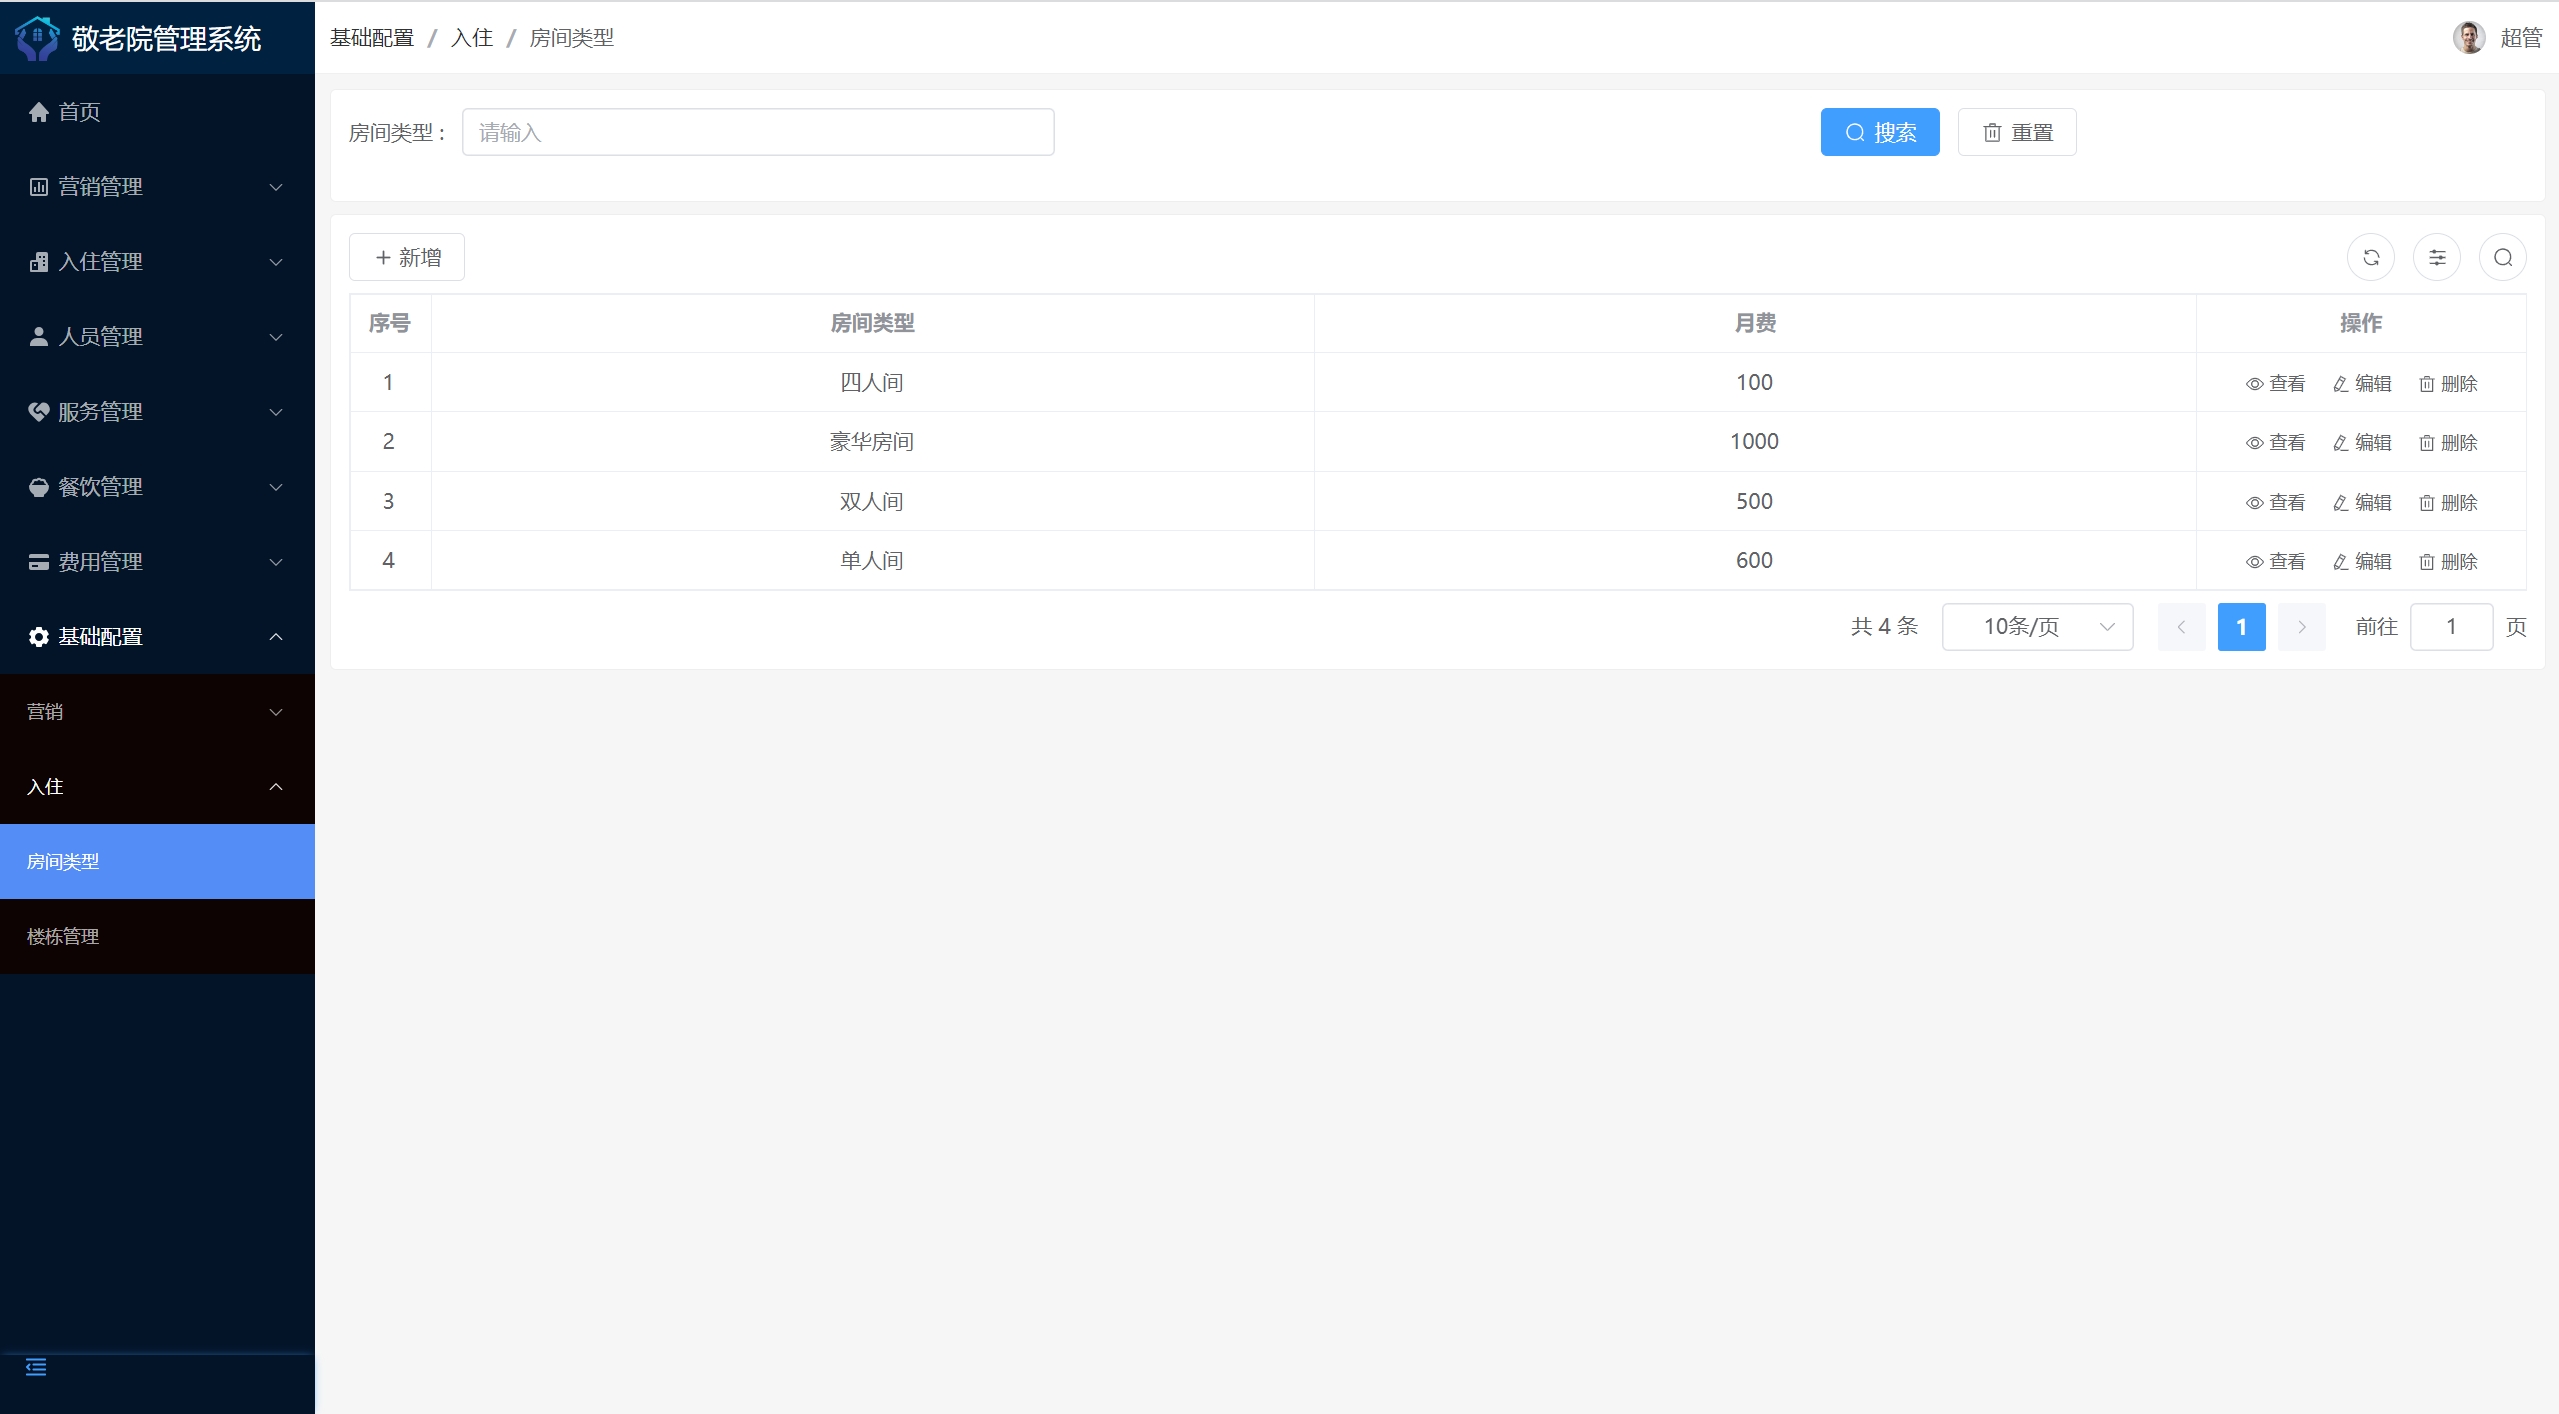 敬老院管理系统
首页
营销管理
入住管理
人员管理
服务管理
餐饮管理
费用管理
基础配置
营销
入住
房间类型
楼栋管理
基础配置 / 入住 / 房间类型
超管
房间类型： 请输入 搜索 重置
新增
序号 房间类型 月费 操作
1 四人间 100 查看 编辑 删除
2 豪华房间 1000 查看 编辑 删除
3 双人间 500 查看 编辑 删除
4 单人间 600 查看 编辑 删除
共 4 条 10条/页 1 前往 1 页